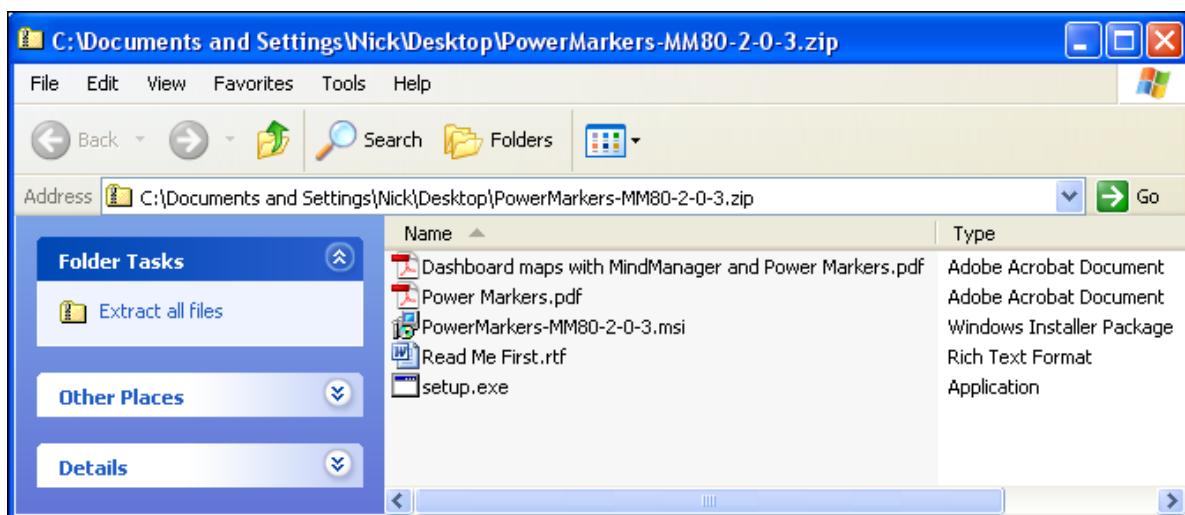 C:\Documents and Settings\Nick\Desktop\PowerMarkers-MM80-2-0-3.zip
File Edit View Favorites Tools Help
Back Search Folders
Address C:\Documents and Settings\Nick\Desktop\PowerMarkers-MM80-2-0-3.zip Go
Name Type
Folder Tasks
Extract all files
Other Places
Details
Dashboard maps with MindManager and Power Markers.pdf Adobe Acrobat Document
Power Markers.pdf Adobe Acrobat Document
PowerMarkers-MM80-2-0-3.msi Windows Installer Package
Read Me First.rtf Rich Text Format
setup.exe Application